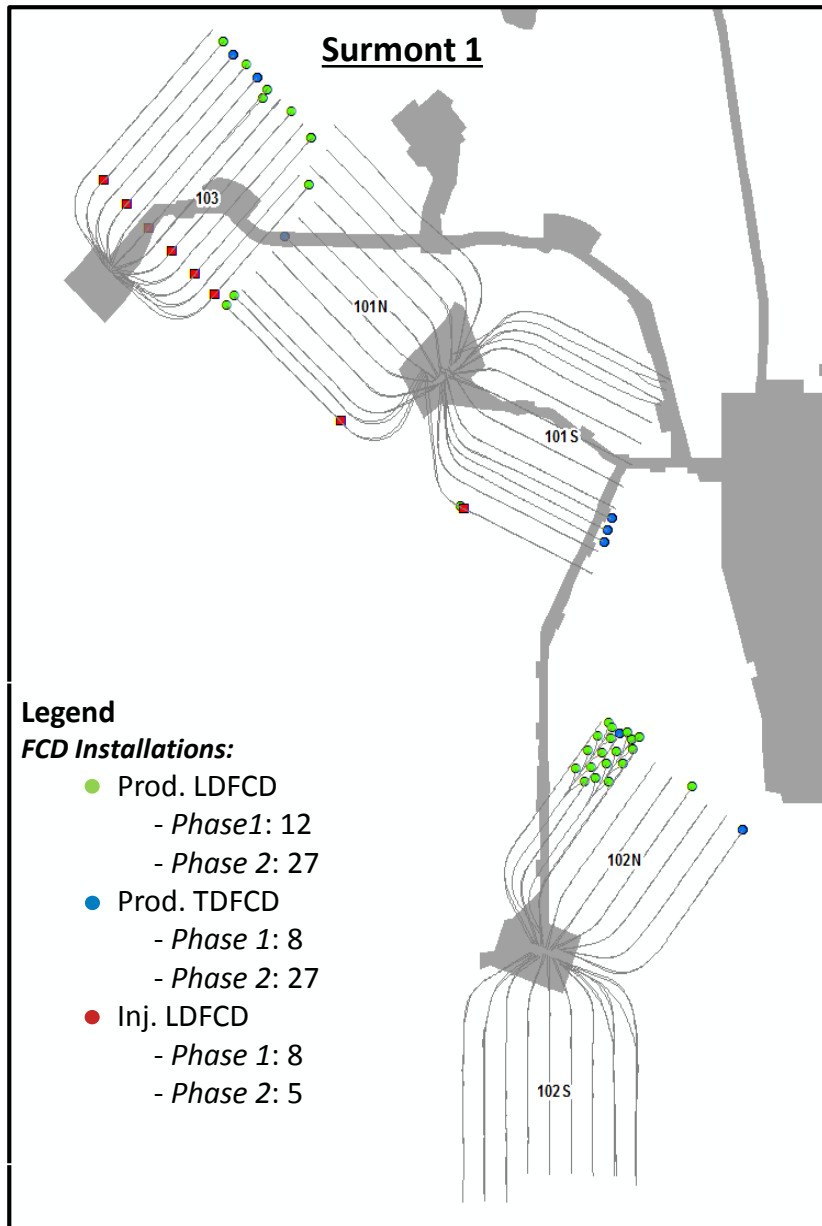 Surmont 1
103
101N
101S
Legend
FCD Installations:
Prod. LDFCD
- Phase1: 12
- Phase 2: 27
Prod. TDFCD
- Phase 1: 8
- Phase 2: 27
Inj. LDFCD
- Phase 1: 8
- Phase 2: 5
102N
102S